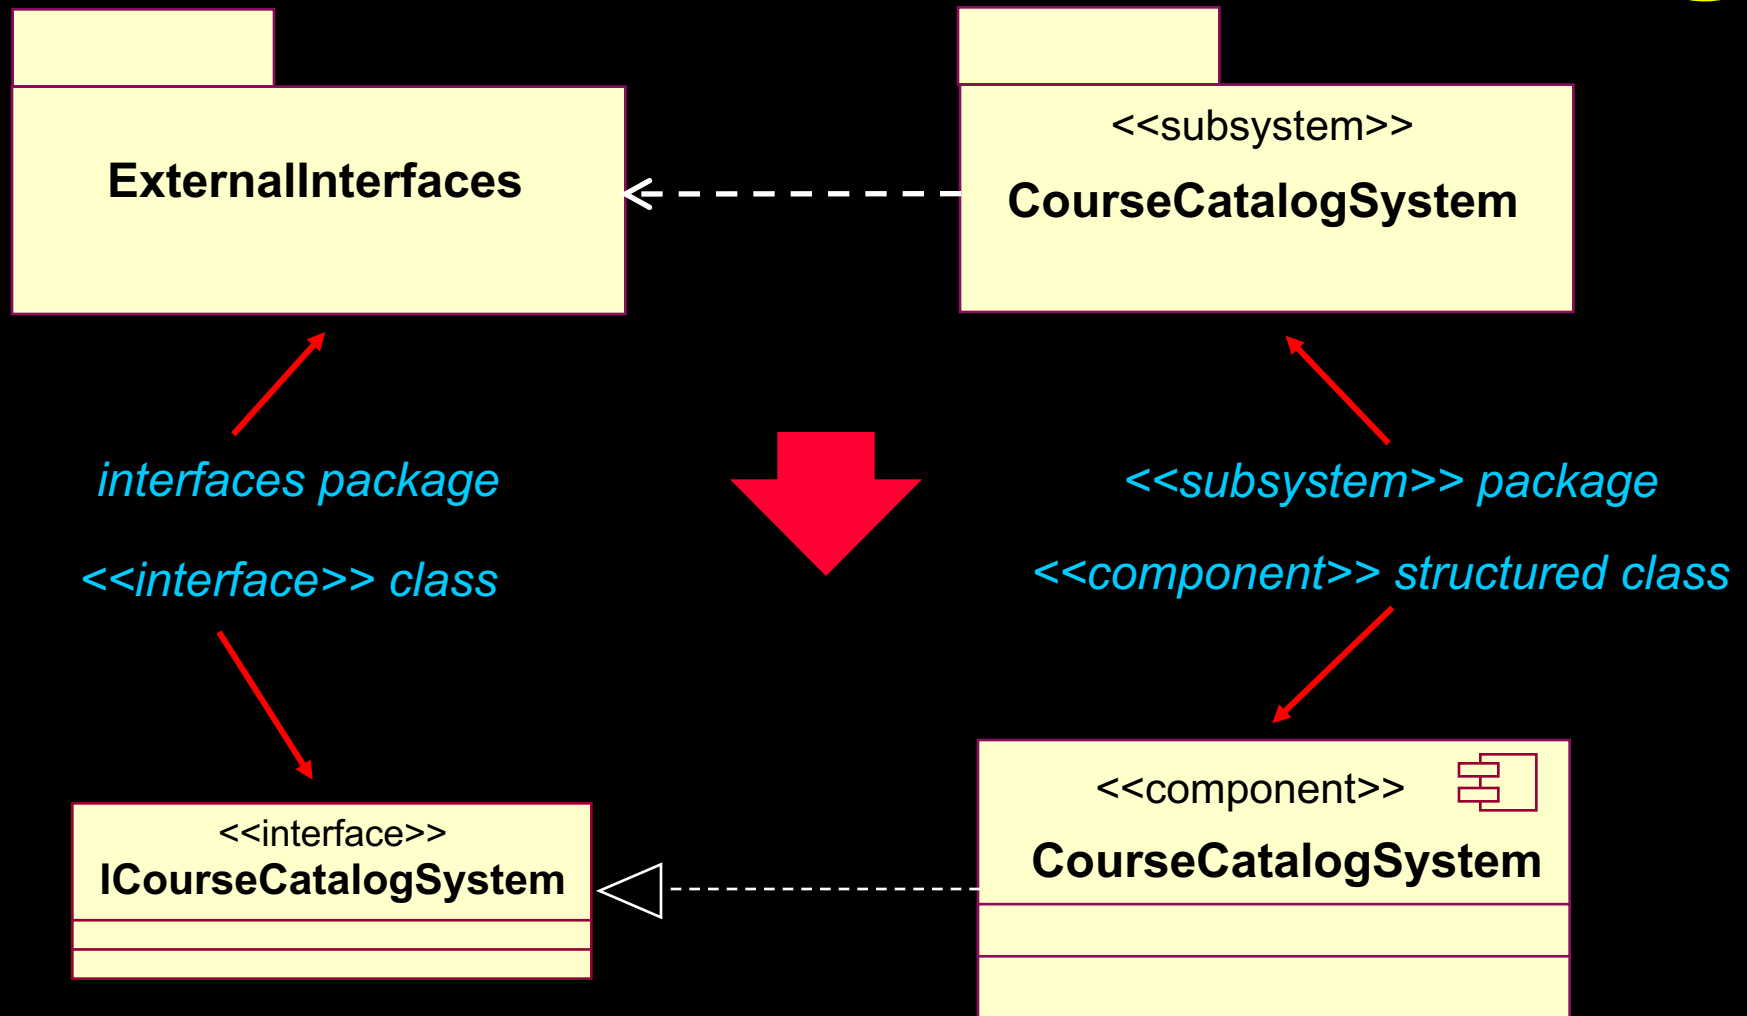 ExternalInterfaces
<<subsystem>>
CourseCatalogSystem
interfaces package
<<subsystem>> package
<<interface>> class
<<component>> structured class
<<interface>>
ICourseCatalogSystem
<<component>>
CourseCatalogSystem